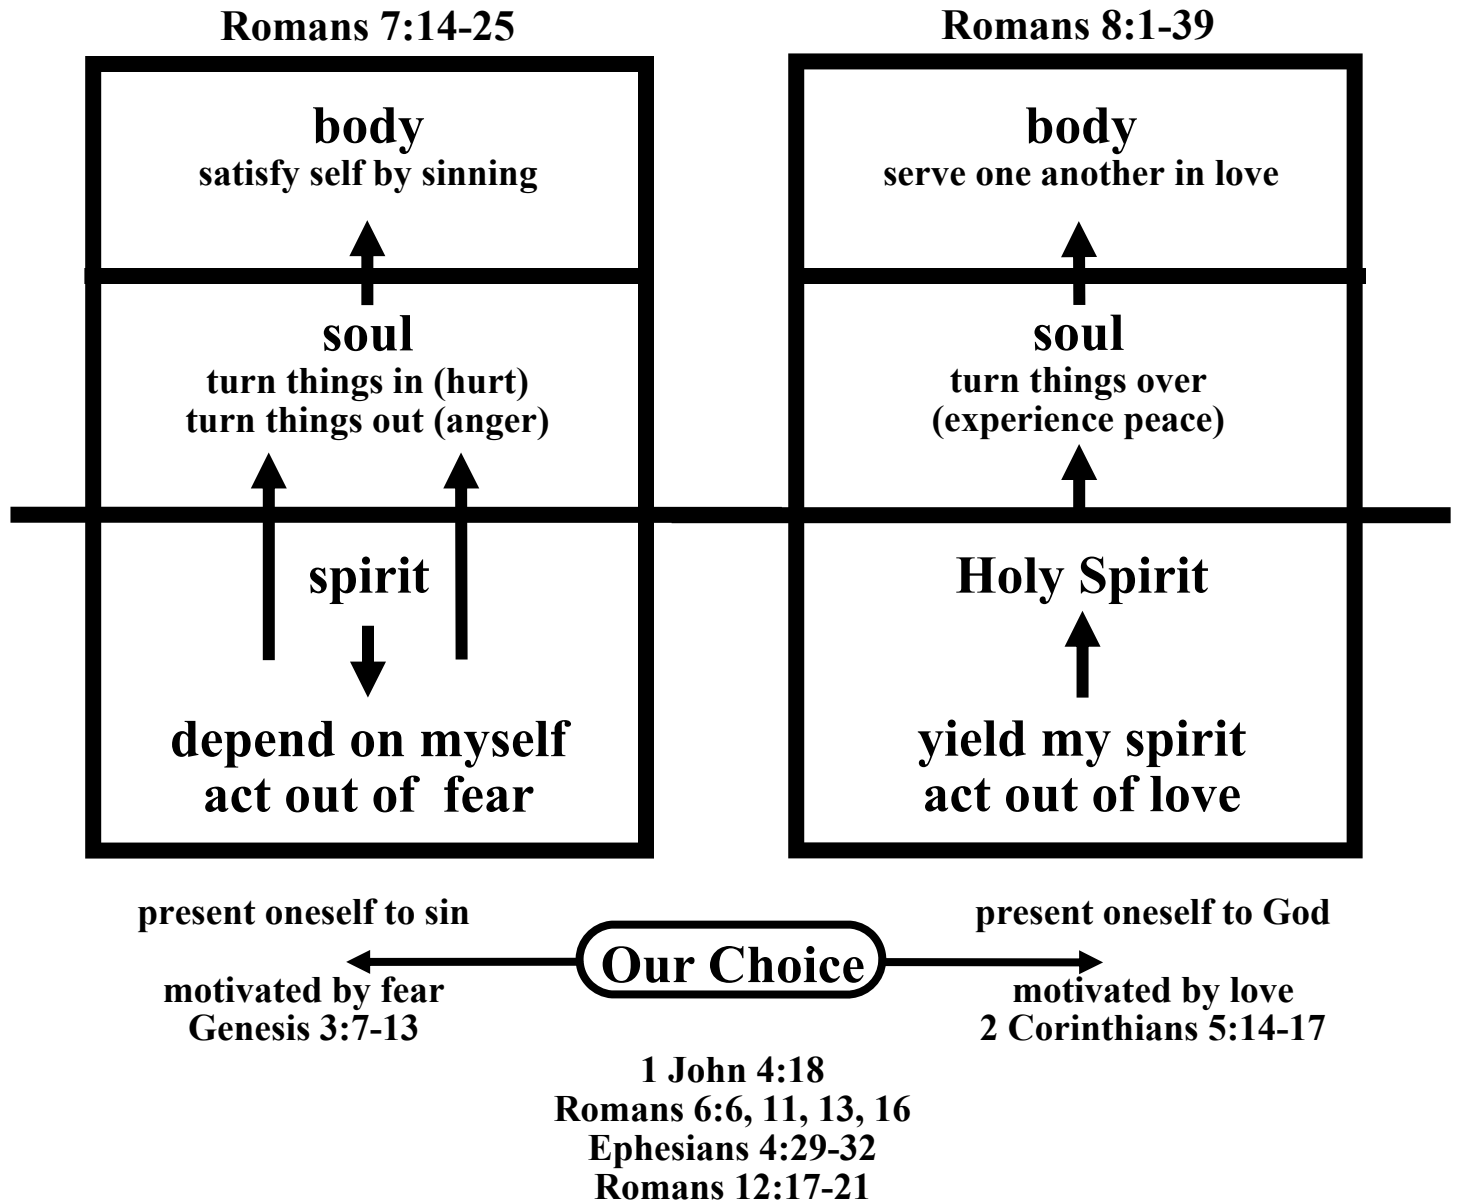 Romans 7:14-25
body
satisfy self by sinning
soul
turn things in (hurt)
turn things out (anger)
spirit
depend on myself
act out of fear
Romans 8:1-39
body
serve one another in love
soul
turn things over
(experience peace)
Holy Spirit
yield my spirit
act out of love
present oneself to sin
motivated by fear
Genesis 3:7-13
Our Choice
present oneself to God
motivated by love
2 Corinthians 5:14-17
1 John 4:18
Romans 6:6, 11, 13, 16
Ephesians 4:29-32
Romans 12:17-21